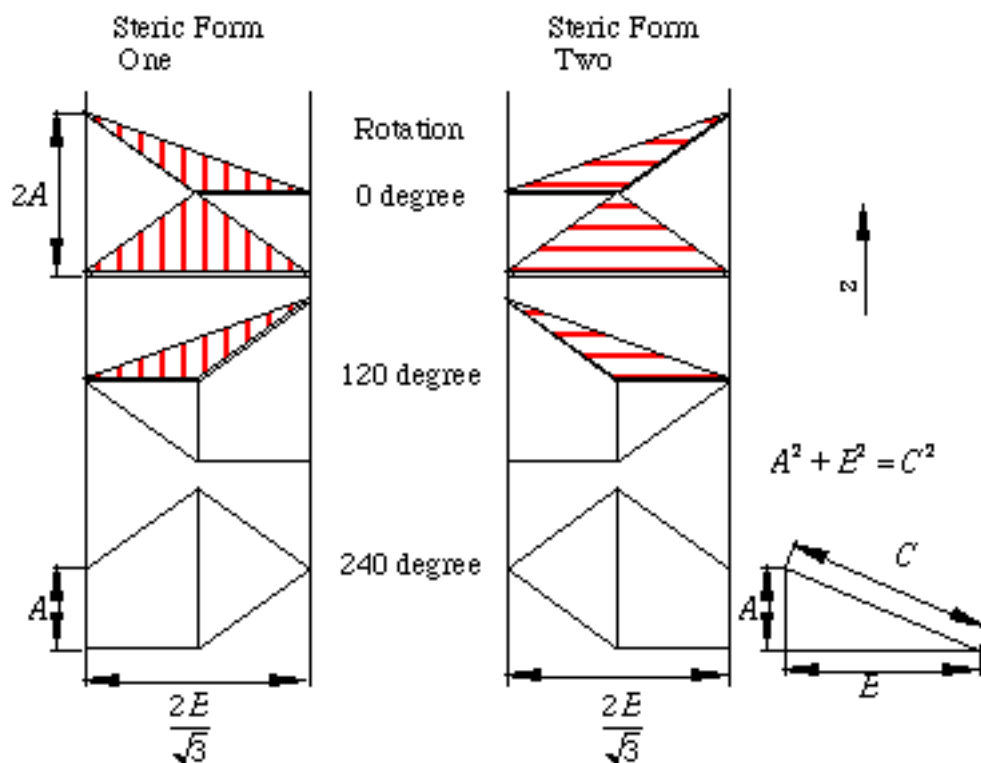 Steric Form
One
Steric Form
Two
Rotation
2A
0 degree
z
120 degree
A² + E² = C²
240 degree
A
C
A
E
2E
√3
2E
√3